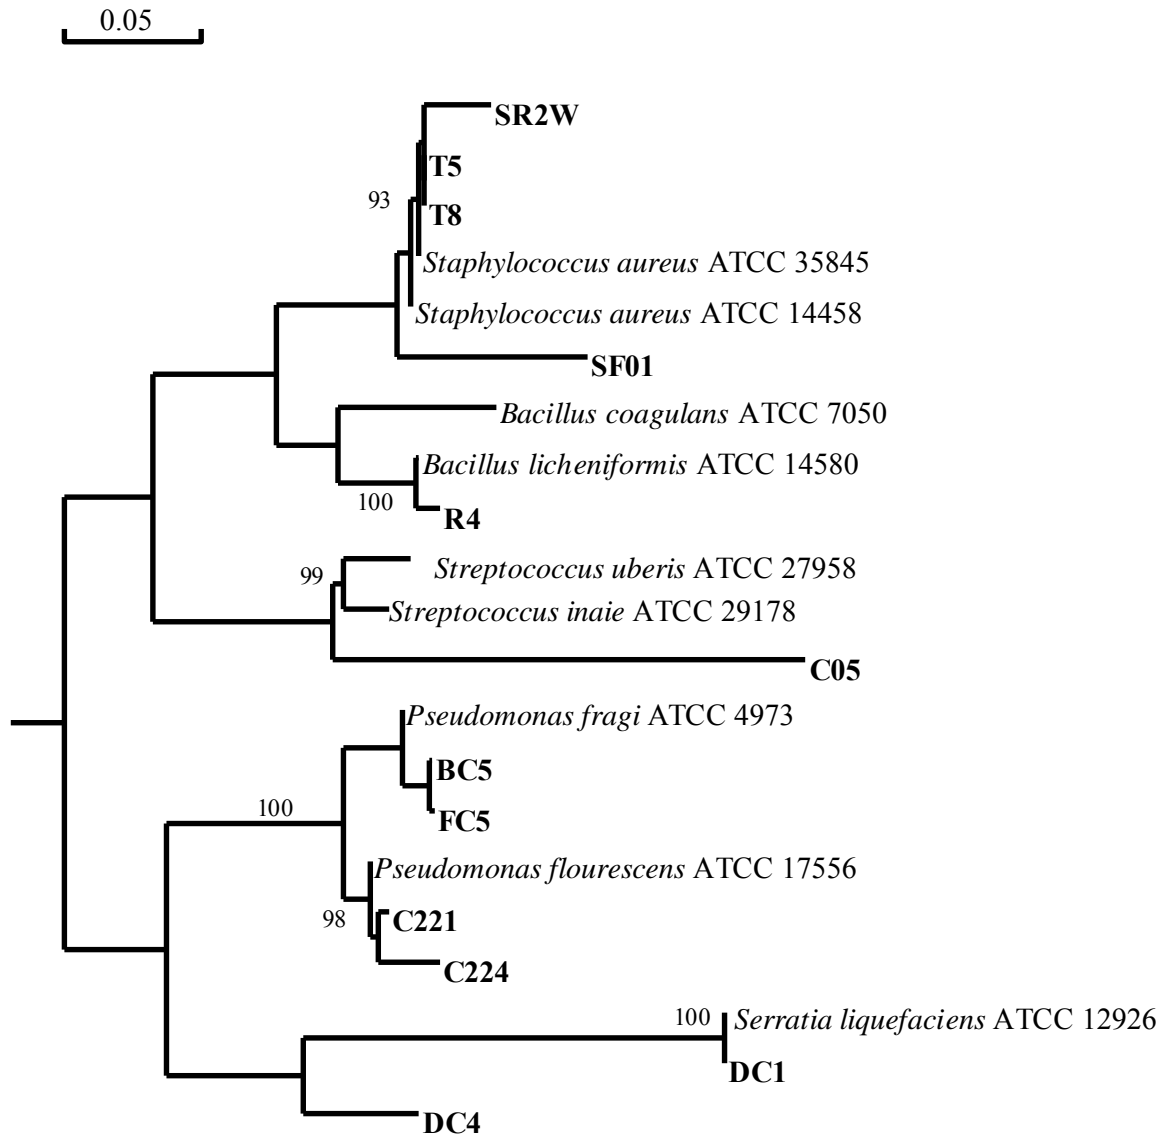 0.05
SR2W
T5
93
T8
Staphylococcus aureus ATCC 35845
Staphylococcus aureus ATCC 14458
SF01
Bacillus coagulans ATCC 7050
Bacillus licheniformis ATCC 14580
100
R4
99
Streptococcus uberis ATCC 27958
Streptococcus inaie ATCC 29178
C05
Pseudomonas fragi ATCC 4973
BC5
100
FC5
Pseudomonas flourescens ATCC 17556
98
C221
C224
100
Serratia liquefaciens ATCC 12926
DC1
DC4